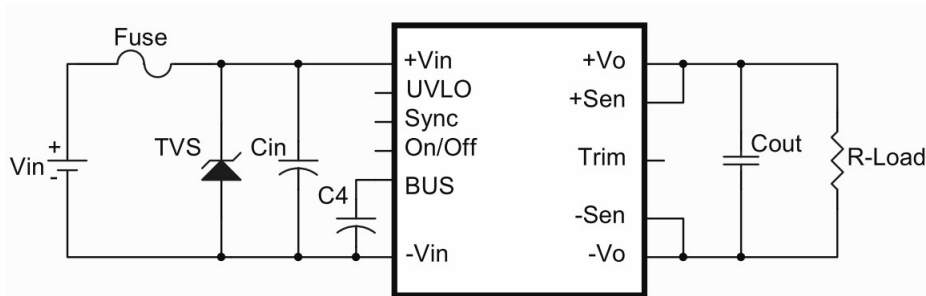 Fuse
+Vin
+Vo
UVLO
+Sen
Sync
TVS
Cin
On/Off
Trim
Cout
R-Load
+
Vin
-
BUS
C4
-Sen
-Vin
-Vo